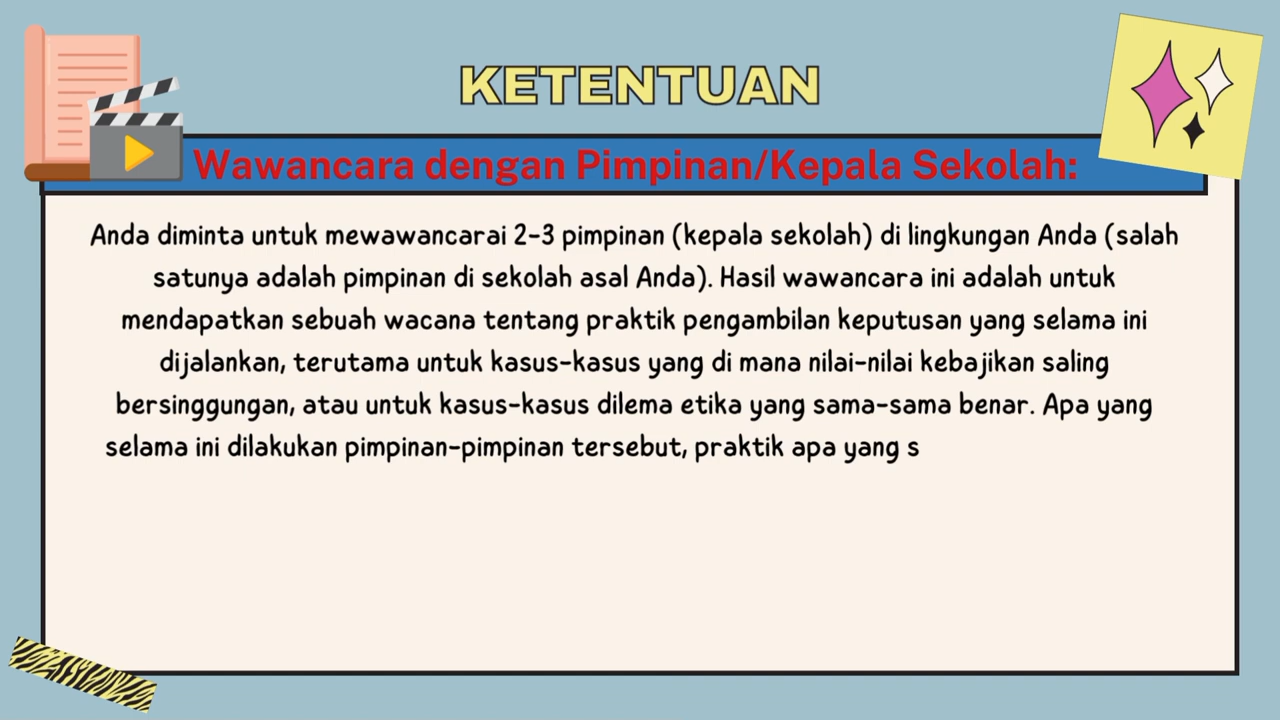 KETENTUAN
Wawancara dengan Pimpinan/Kepala Sekolah:
Anda diminta untuk mewawancarai 2-3 pimpinan (kepala sekolah) di lingkungan Anda (salah
satunya adalah pimpinan di sekolah asal Anda). Hasil wawancara ini adalah untuk
mendapatkan sebuah wacana tentang praktik pengambilan keputusan yang selama ini
dijalankan, terutama untuk kasus-kasus yang di mana nilai-nilai kebajikan saling
bersinggungan, atau untuk kasus-kasus dilema etika yang sama-sama benar. Apa yang
selama ini dilakukan pimpinan-pimpinan tersebut, praktik apa yang s